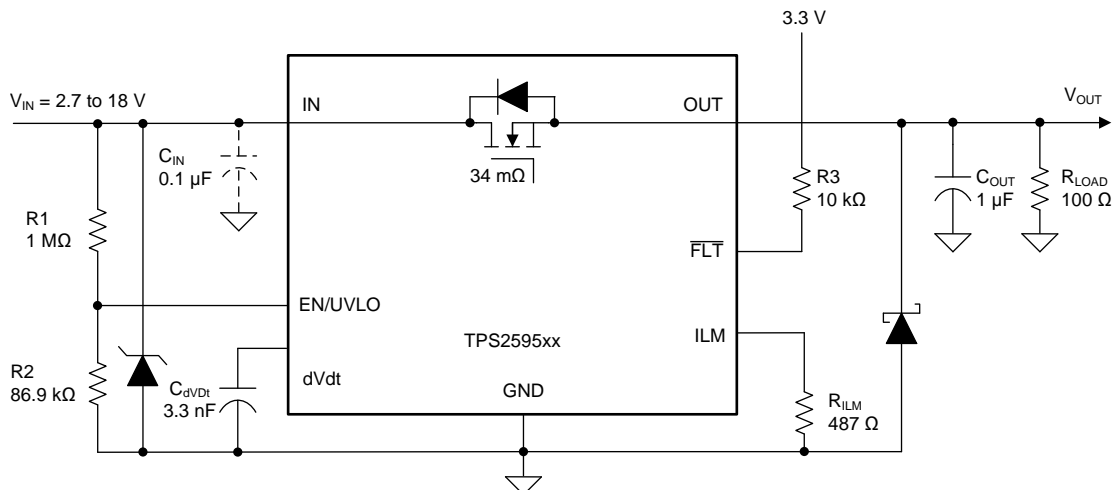 3.3 V
V_IN = 2.7 to 18 V
IN
OUT
V_OUT
C_IN
0.1 µF
34 mΩ
R3
10 kΩ
C_OUT
1 µF
R_LOAD
100 Ω
R1
1 MΩ
FLT
EN/UVLO
TPS2595xx
ILM
R2
86.9 kΩ
C_dVDt
3.3 nF
dVdt
GND
R_ILM
487 Ω